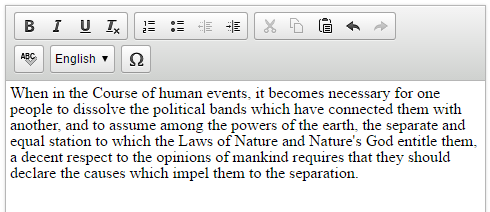 B I U Tx
ABC English Ω
When in the Course of human events, it becomes necessary for one
people to dissolve the political bands which have connected them with
another, and to assume among the powers of the earth, the separate and
equal station to which the Laws of Nature and Nature's God entitle them,
a decent respect to the opinions of mankind requires that they should
declare the causes which impel them to the separation.